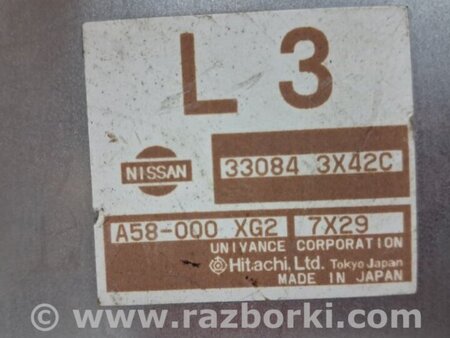 L 3
NISSAN
33084 3X42C
A58-000 XG2 7X29
UNIVANCE CORPORATION
Hitachi, Ltd. Tokyo Japan
MADE IN JAPAN
© www.razborki.com